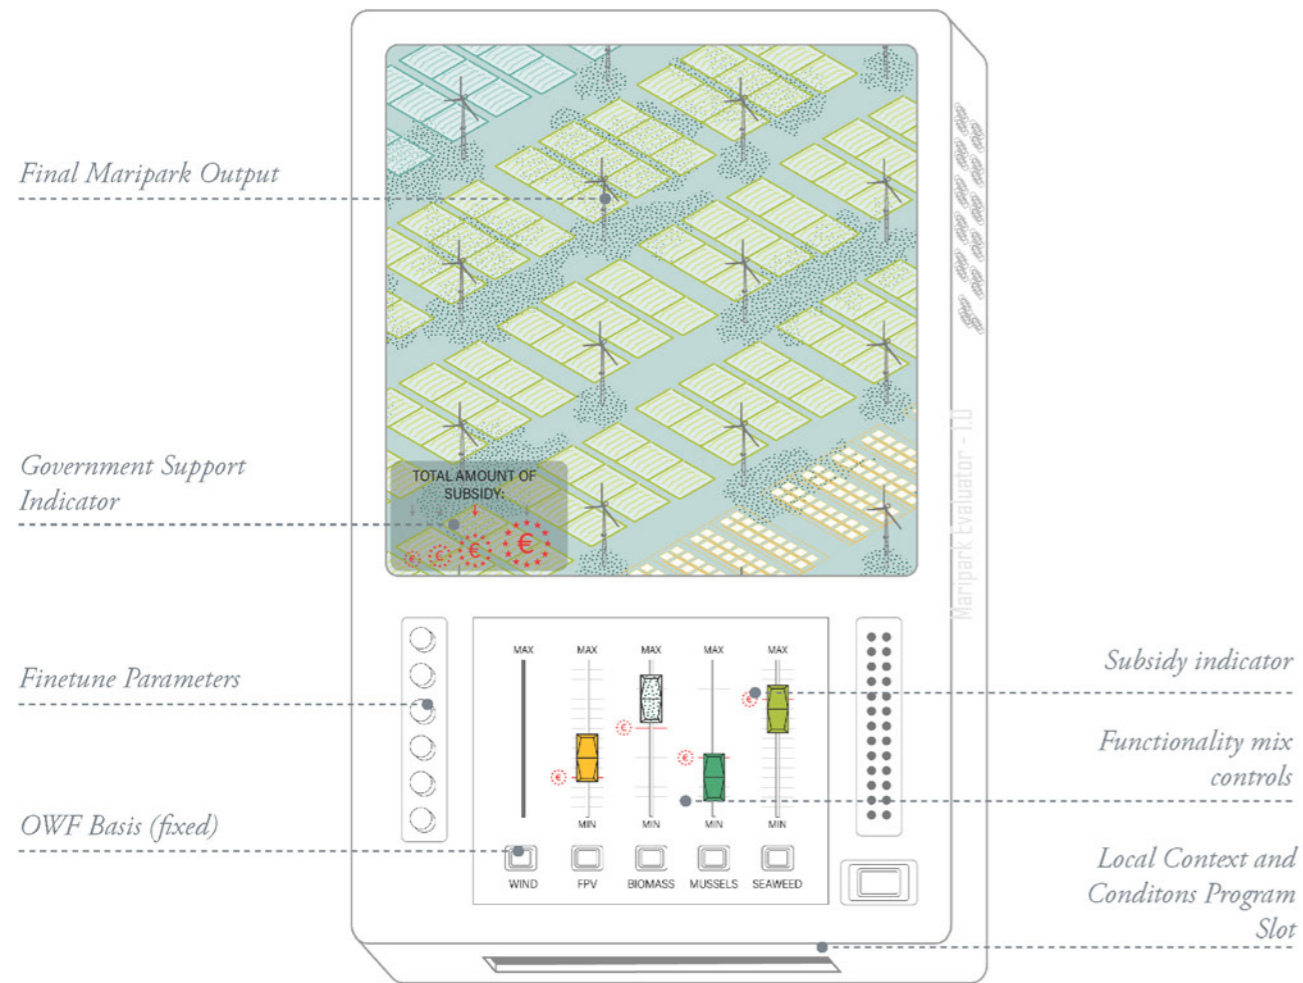 Final Maripark Output
Government Support
Indicator
TOTAL AMOUNT OF
SUBSIDY:
€ € € €
Maripark Evaluator - 1.0
Finetune Parameters
OWF Basis (fixed)
MAX MAX MAX MAX MAX
€
€
€
€
MIN MIN MIN MIN
WIND FPV BIOMASS MUSSELS SEAWEED
Subsidy indicator
Functionality mix
controls
Local Context and
Conditons Program
Slot